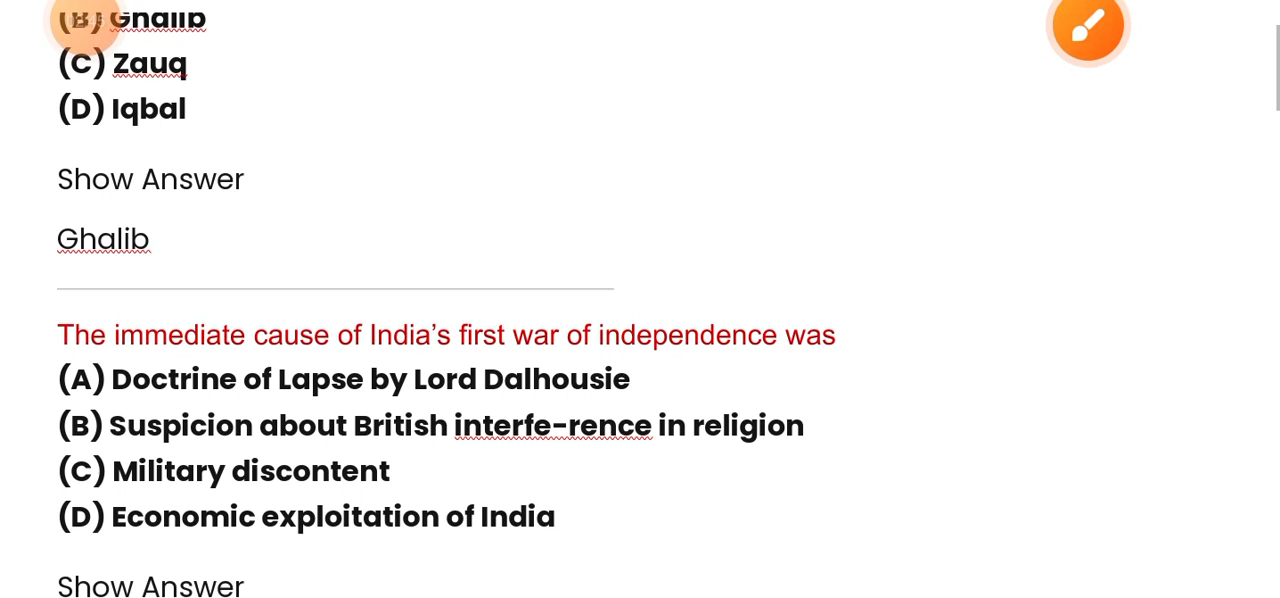 (B) Ghalib
(C) Zauq
(D) Iqbal
Show Answer
Ghalib
The immediate cause of India’s first war of independence was
(A) Doctrine of Lapse by Lord Dalhousie
(B) Suspicion about British interfe-rence in religion
(C) Military discontent
(D) Economic exploitation of India
Show Answer